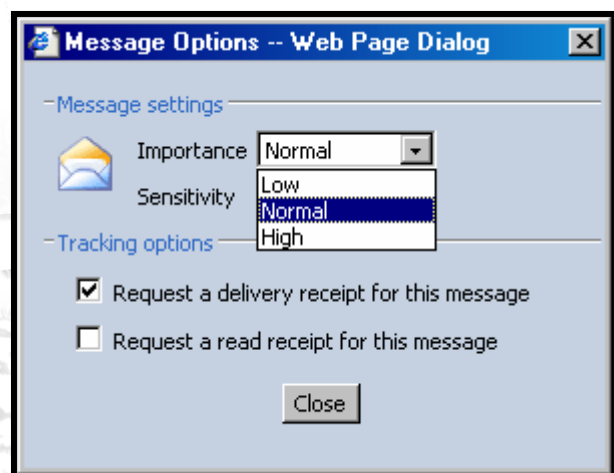 Message Options -- Web Page Dialog
Message settings
Importance Normal
Low
Sensitivity
Normal
High
Tracking options
Request a delivery receipt for this message
Request a read receipt for this message
Close